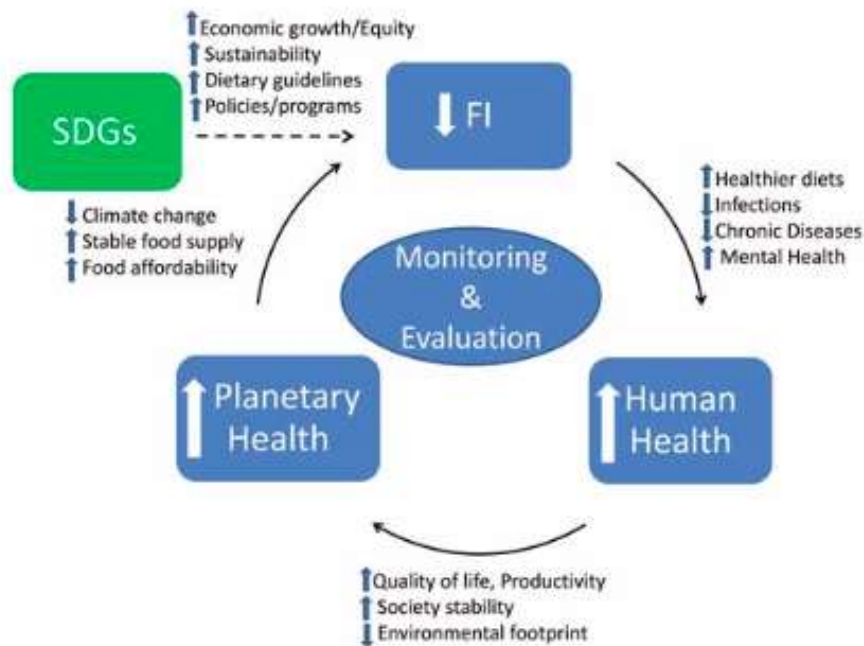 Economic growth/Equity
Sustainability
Dietary guidelines
Policies/programs
SDGs
FI
Healthier diets
Infections
Chronic Diseases
Mental Health
Climate change
Stable food supply
Food affordability
Monitoring
&
Evaluation
Planetary
Health
Human
Health
Quality of life, Productivity
Society stability
Environmental footprint